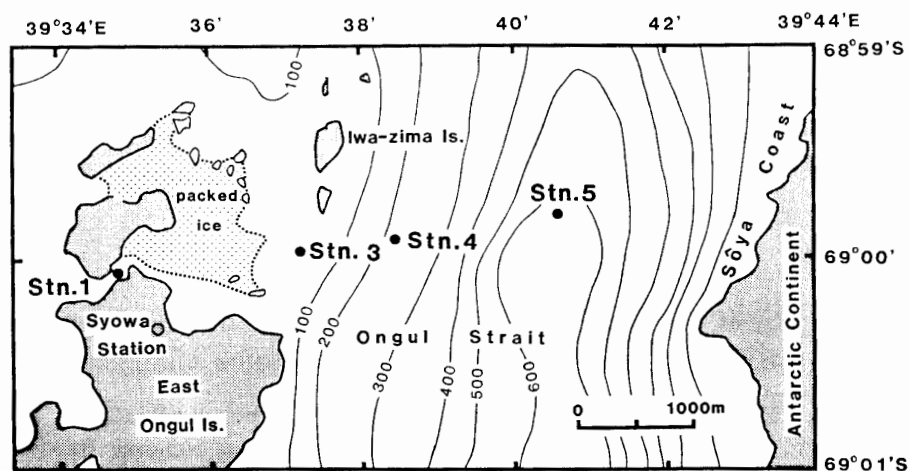 39°34'E 36' 38' 40' 42' 39°44'E
68°59'S
100
Iwa-zima Is.
Coast
packed
ice
Stn.5
Stn.3
Stn.4
Sôya
69°00'
Stn.1
Antarctic Continent
Syowa
Station
100
200
Ongul Strait
300
400
500
600
East
Ongul Is.
0 1000m
69°01'S